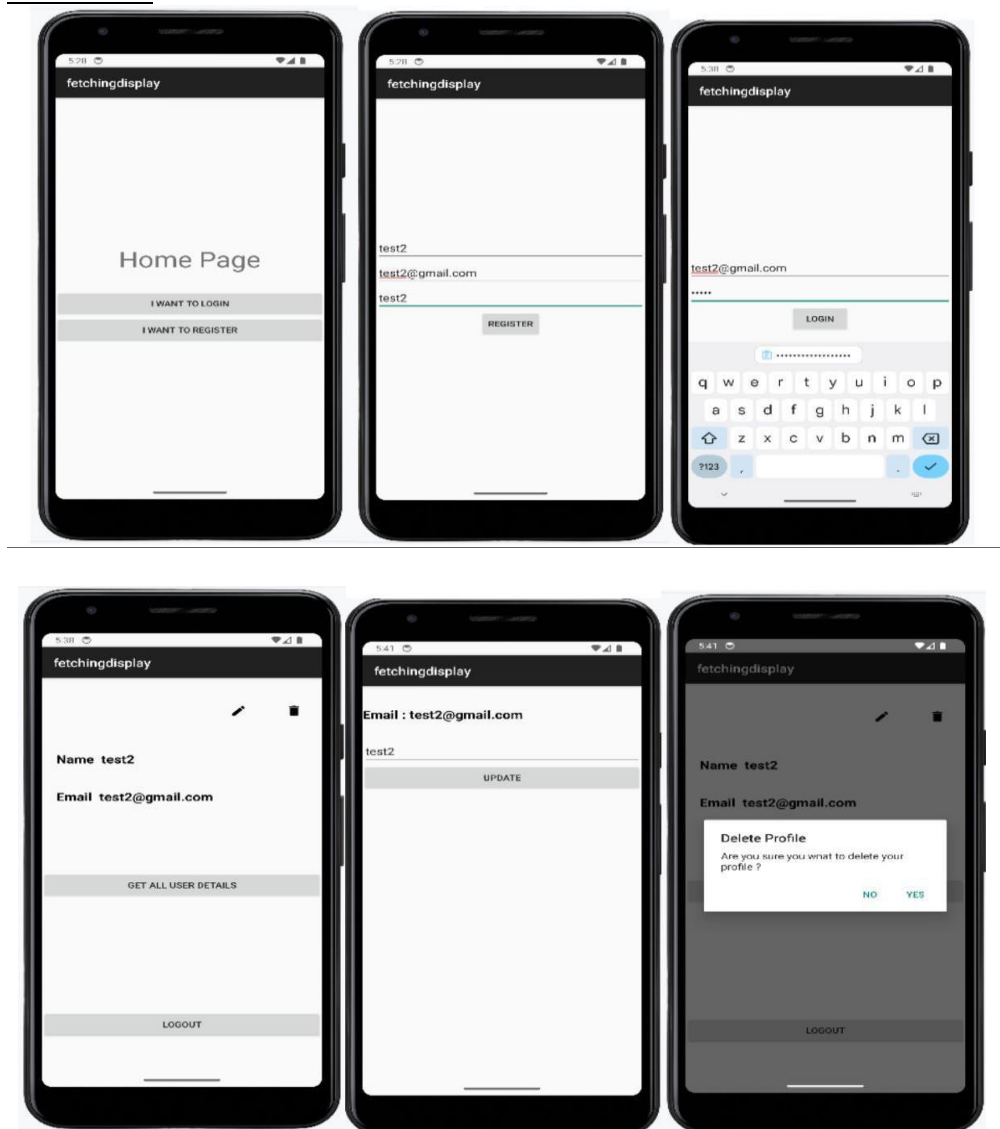 5:28
fetchingdisplay
Home Page
I WANT TO LOGIN
I WANT TO REGISTER
5:28
fetchingdisplay
test2
test2@gmail.com
test2
REGISTER
5:38
fetchingdisplay
test2@gmail.com
•••••
LOGIN
••••••••••••••••••
q w e r t y u i o p
a s d f g h j k l
z x c v b n m
?123 , .
5:38
fetchingdisplay
Name test2
Email test2@gmail.com
GET ALL USER DETAILS
LOGOUT
5:41
fetchingdisplay
Email : test2@gmail.com
test2
UPDATE
5:41
fetchingdisplay
Name test2
Email test2@gmail.com
Delete Profile
Are you sure you wnat to delete your
profile ?
NO YES
LOGOUT